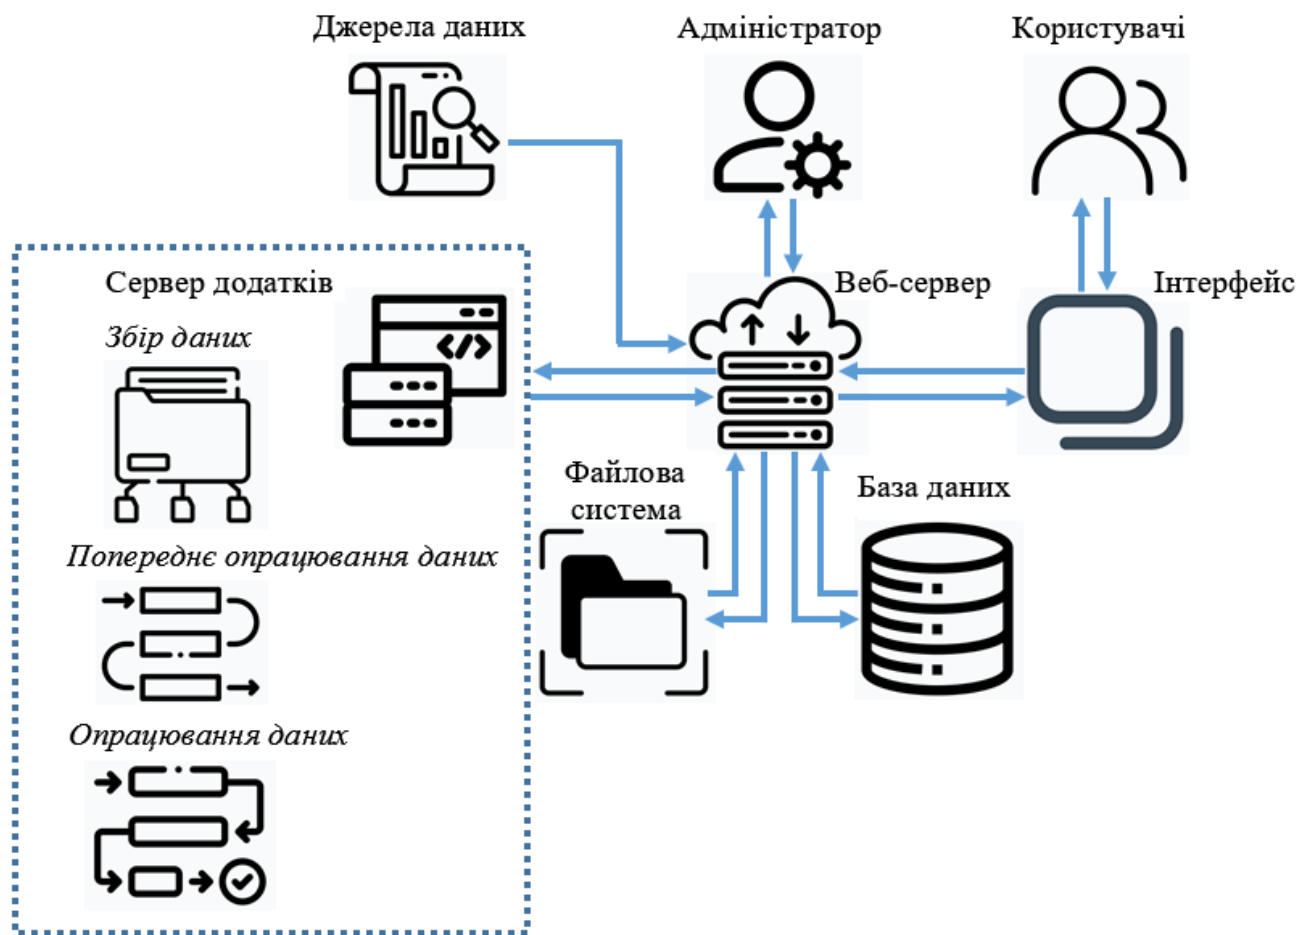 Джерела даних
Адміністратор
Користувачі
Сервер додатків
Веб-сервер
Інтерфейс
Збір даних
</>
Файлова
система
База даних
Попереднє опрацювання даних
Опрацювання даних